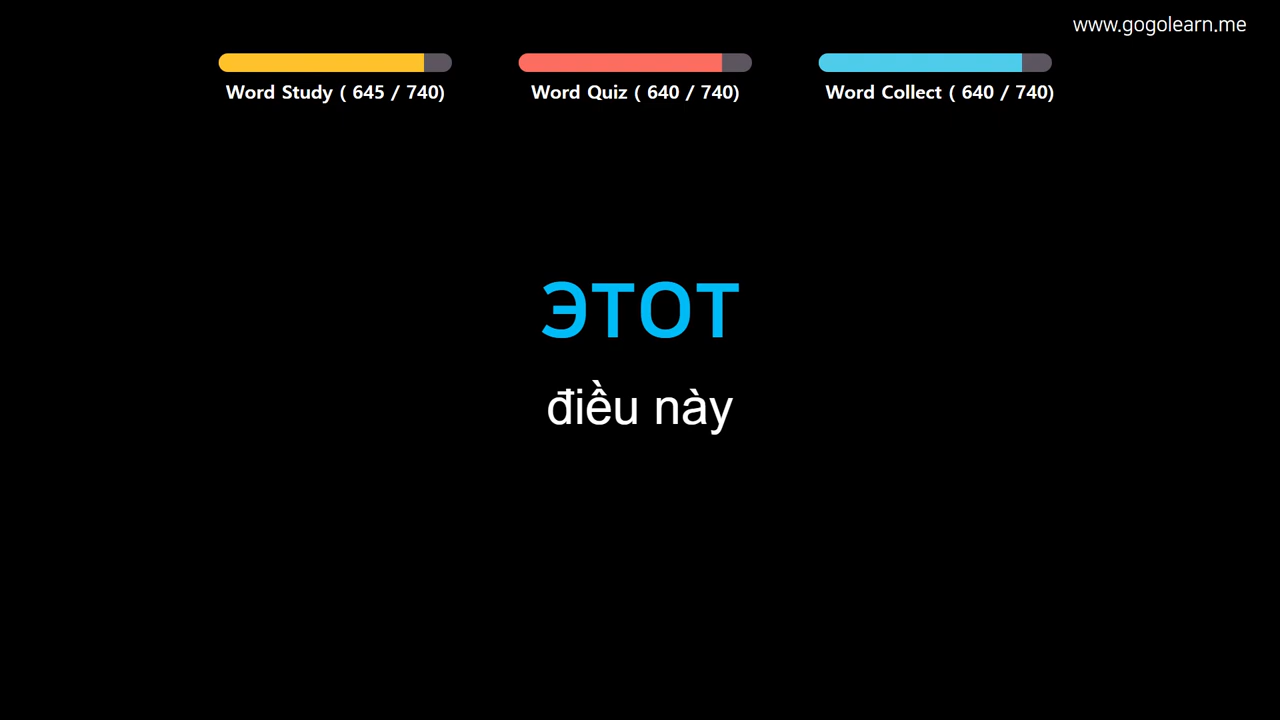 www.gogolearn.me
Word Study ( 645 / 740)
Word Quiz ( 640 / 740)
Word Collect ( 640 / 740)
этот
điều này